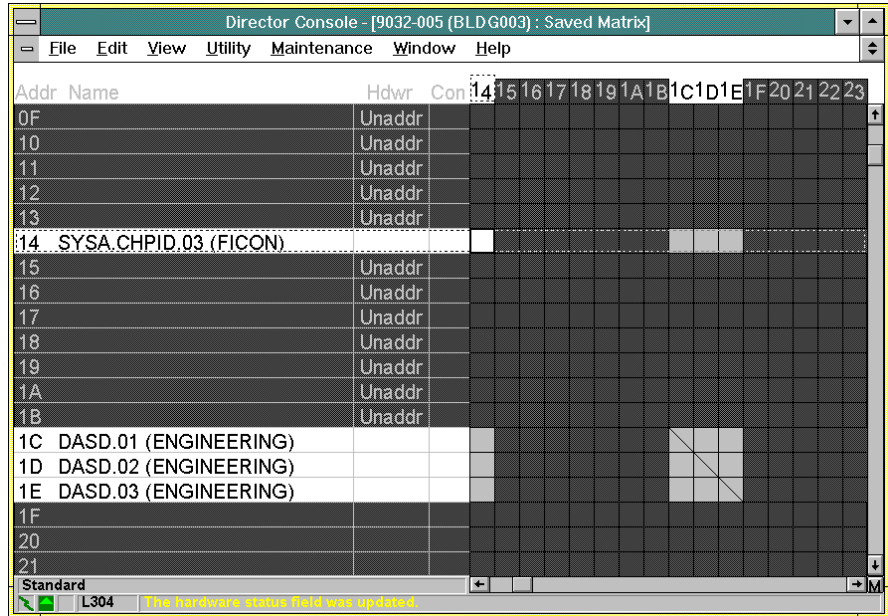 Director Console - [9032-005 (BLDG003) : Saved Matrix]
File Edit View Utility Maintenance Window Help
Addr Name Hdwr Con 14 15 16 17 18 19 1A 1B 1C 1D 1E 1F 20 21 22 23
0F Unaddr
10 Unaddr
11 Unaddr
12 Unaddr
13 Unaddr
14 SYSA.CHPID.03 (FICON)
15 Unaddr
16 Unaddr
17 Unaddr
18 Unaddr
19 Unaddr
1A Unaddr
1B Unaddr
1C DASD.01 (ENGINEERING)
1D DASD.02 (ENGINEERING)
1E DASD.03 (ENGINEERING)
1F
20
21
Standard M
L304 The hardware status field was updated.